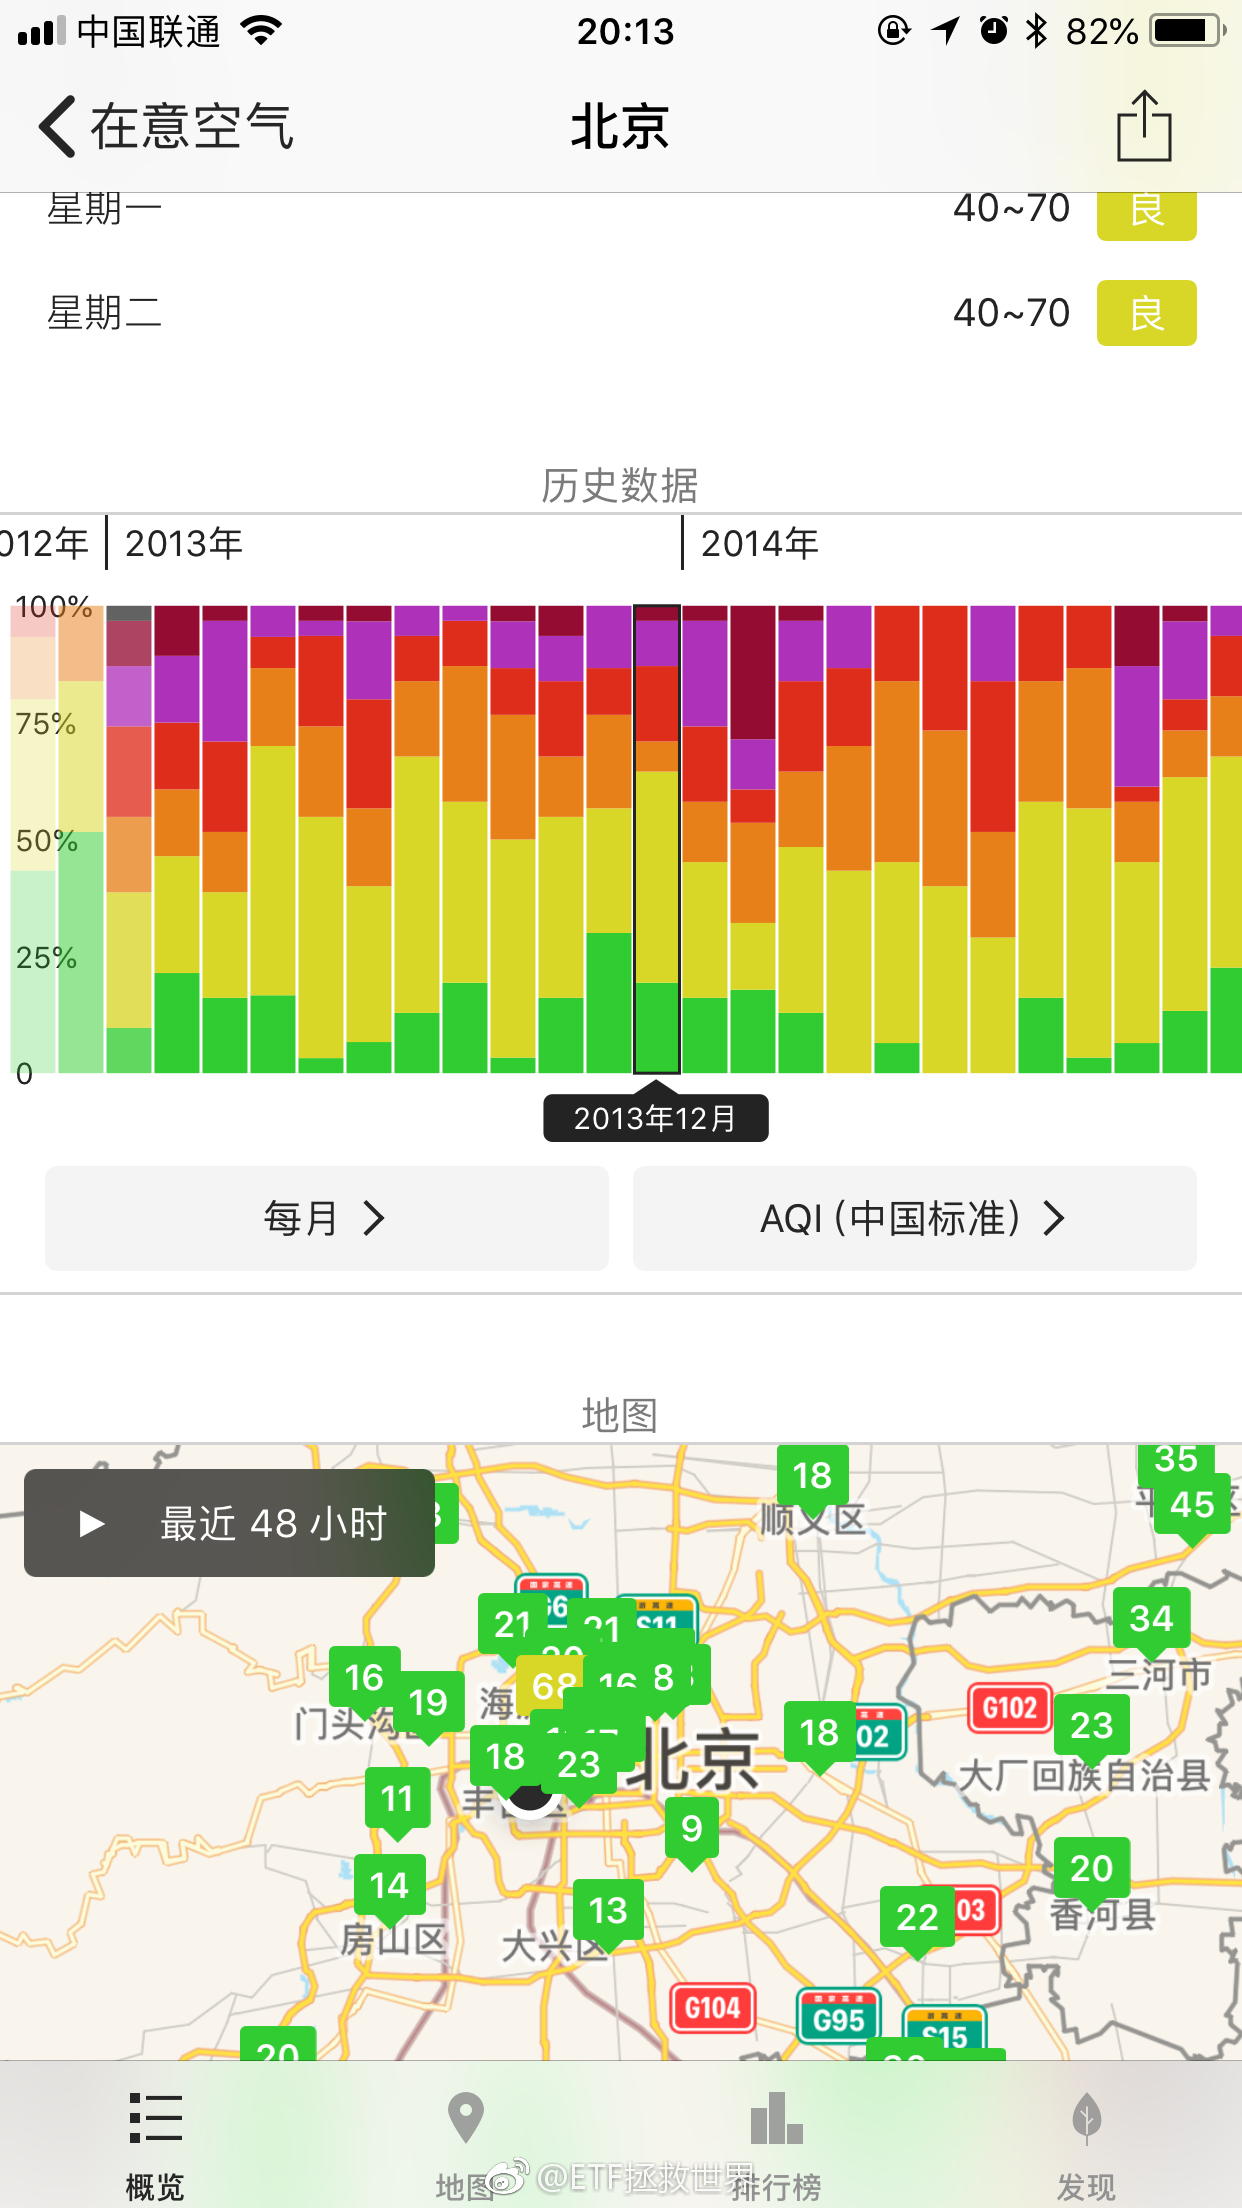 中国联通
20:13
82%
在意空气
北京
星期一
40~70 良
星期二
40~70 良
历史数据
012年
2013年
2014年
100%
75%
50%
25%
0
2013年12月
每月
AQI (中国标准)
地图
最近 48 小时
18
顺义区
35
45
34
三河市
G102
23
大厂回族自治县
21
21
S11
16
19
68
16
8
北京
18
02
18
23
11
9
20
香河县
14
房山区
13
大兴区
22
03
G104
国家高速
G95
S15
20
概览
地图
排行榜
发现
@ETF拯救世界